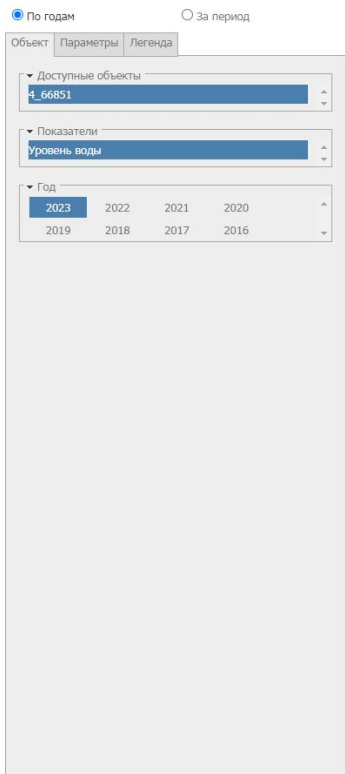 По годам За период
Объект Параметры Легенда
Доступные объекты
4_66851
Показатели
Уровень воды
Год
2023 2022 2021 2020
2019 2018 2017 2016